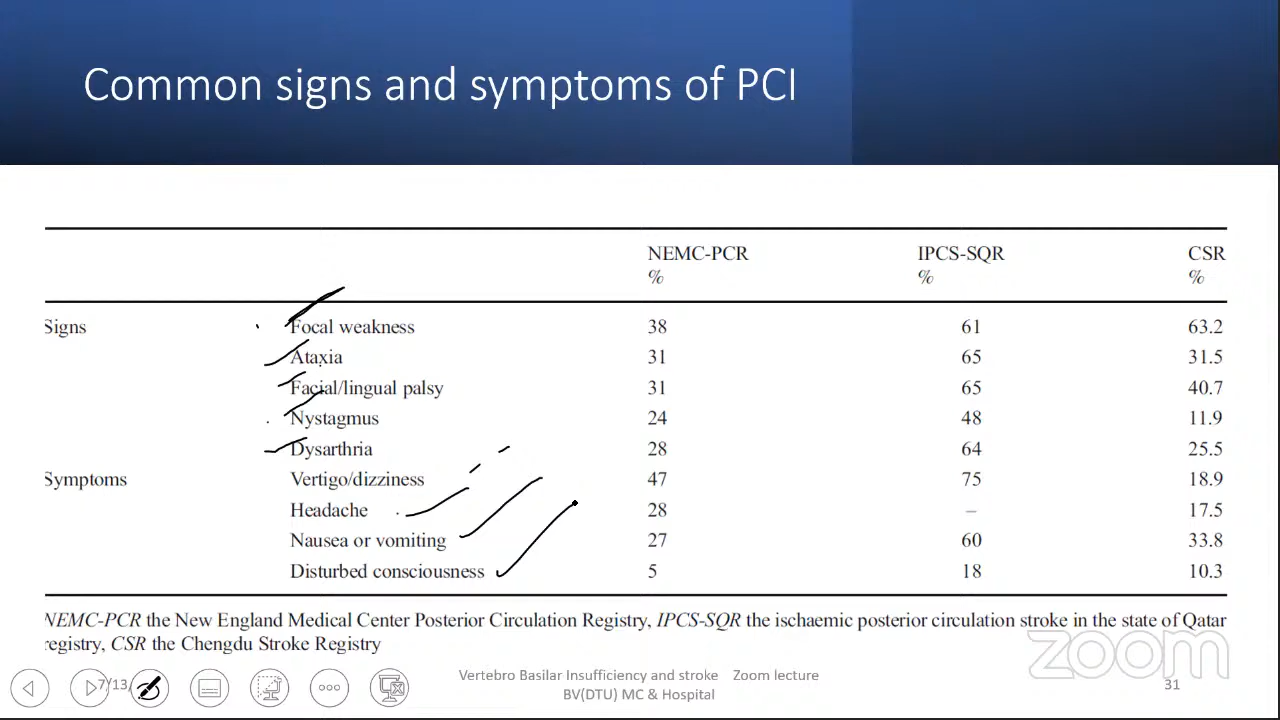 Common signs and symptoms of PCI
NEMC-PCR IPCS-SQR CSR
% % %
Signs Focal weakness 38 61 63.2
Ataxia 31 65 31.5
Facial/lingual palsy 31 65 40.7
Nystagmus 24 48 11.9
Dysarthria 28 64 25.5
Symptoms Vertigo/dizziness 47 75 18.9
Headache 28 – 17.5
Nausea or vomiting 27 60 33.8
Disturbed consciousness 5 18 10.3
NEMC-PCR the New England Medical Center Posterior Circulation Registry, IPCS-SQR the ischaemic posterior circulation stroke in the state of Qatar
registry, CSR the Chengdu Stroke Registry
zoom
7/13/
Vertebro Basilar Insufficiency and stroke Zoom lecture
BV(DTU) MC & Hospital
31